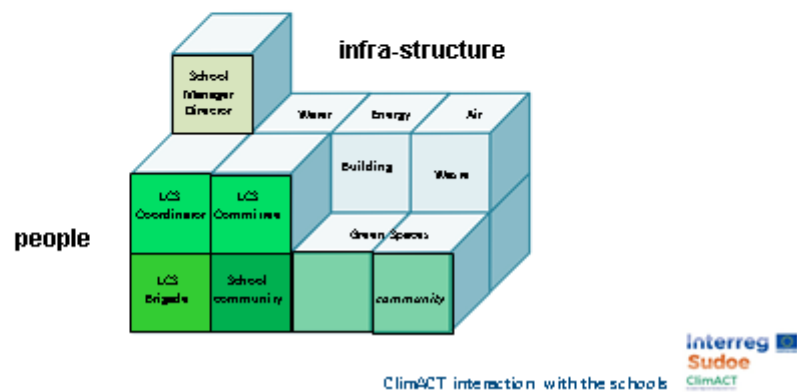 infra-structure
School
Manager
Director
Water Energy Air
Building
Waste
LCS
Coordinator
LCS
Committee
Green Spaces
people
LCS
Brigade
School
community
community
ClimACT interaction with the schools
Interreg
Sudoe
ClimACT